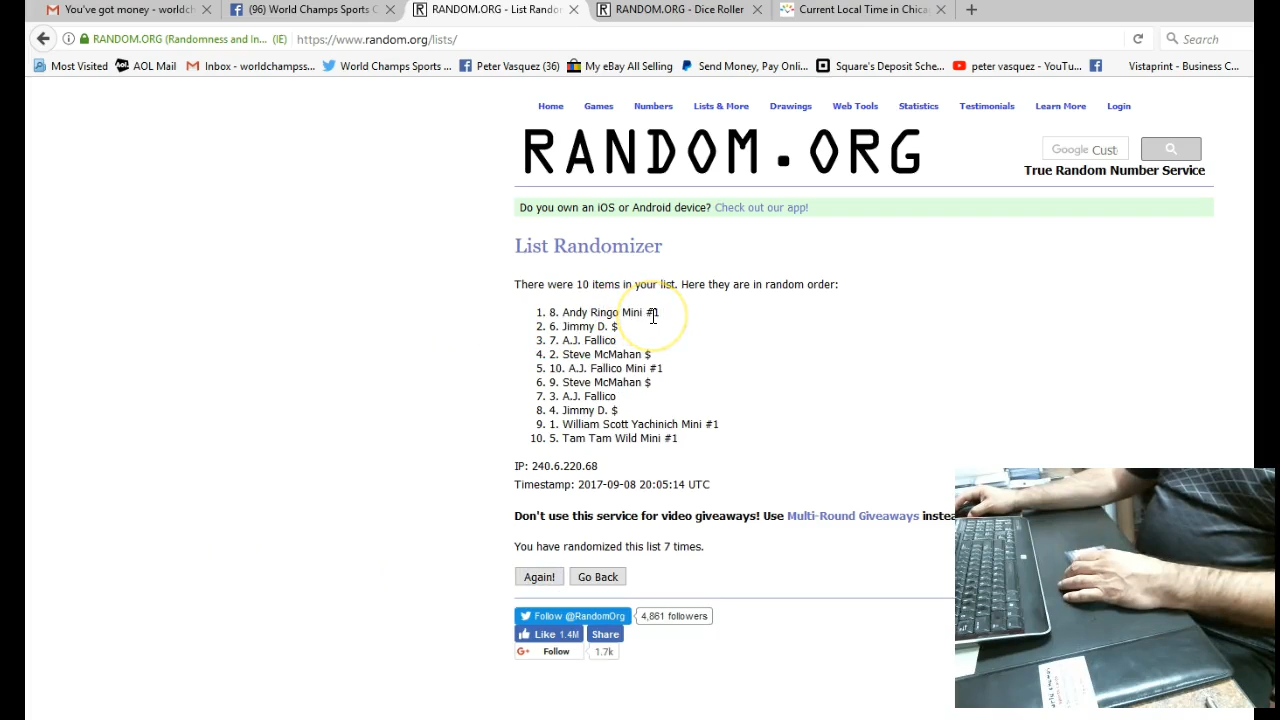 You've got money - worldch
(96) World Champs Sports C
RANDOM.ORG - List Randor
RANDOM.ORG - Dice Roller
Current Local Time in Chica
RANDOM.ORG (Randomness and In... (IE)
https://www.random.org/lists/
Search
Most Visited
AOL Mail
Inbox - worldchampss...
World Champs Sports ...
Peter Vasquez (36)
My eBay All Selling
Send Money, Pay Onli...
Square's Deposit Sche...
peter vasquez - YouTu...
Vistaprint - Business C...
Home Games Numbers Lists & More Drawings Web Tools Statistics Testimonials Learn More Login
RANDOM.ORG
Google Cust
True Random Number Service
Do you own an iOS or Android device? Check out our app!
List Randomizer
There were 10 items in your list. Here they are in random order:
1. 8. Andy Ringo Mini #1
2. 6. Jimmy D. $
3. 7. A.J. Fallico
4. 2. Steve McMahan $
5. 10. A.J. Fallico Mini #1
6. 9. Steve McMahan $
7. 3. A.J. Fallico
8. 4. Jimmy D. $
9. 1. William Scott Yachinich Mini #1
10. 5. Tam Tam Wild Mini #1
IP: 240.6.220.68
Timestamp: 2017-09-08 20:05:14 UTC
Don't use this service for video giveaways! Use Multi-Round Giveaways instea
You have randomized this list 7 times.
Again! Go Back
Follow @RandomOrg 4,861 followers
Like 1.4M Share
G+ Follow 1.7k